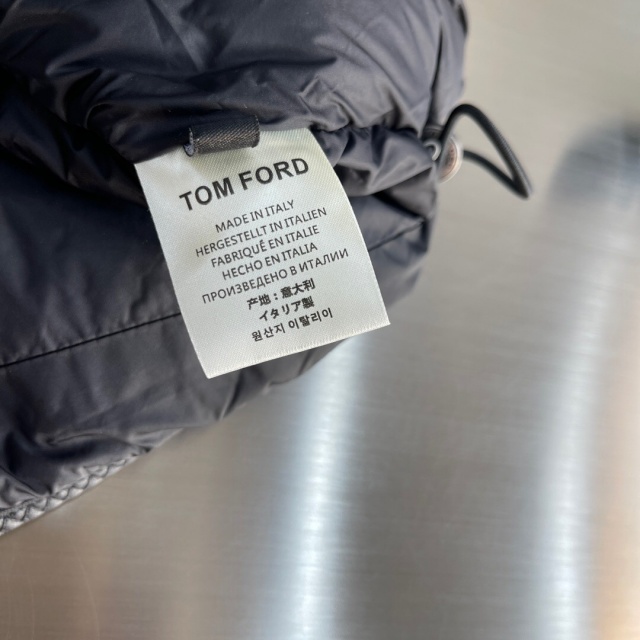 TOM FORD
MADE IN ITALY
HERGESTELLT IN ITALIEN
FABRIQUÉ EN ITALIE
HECHO EN ITALIA
ПРОИЗВЕДЕНО В ИТАЛИИ
产地：意大利
イタリア製
원산지 이탈리아